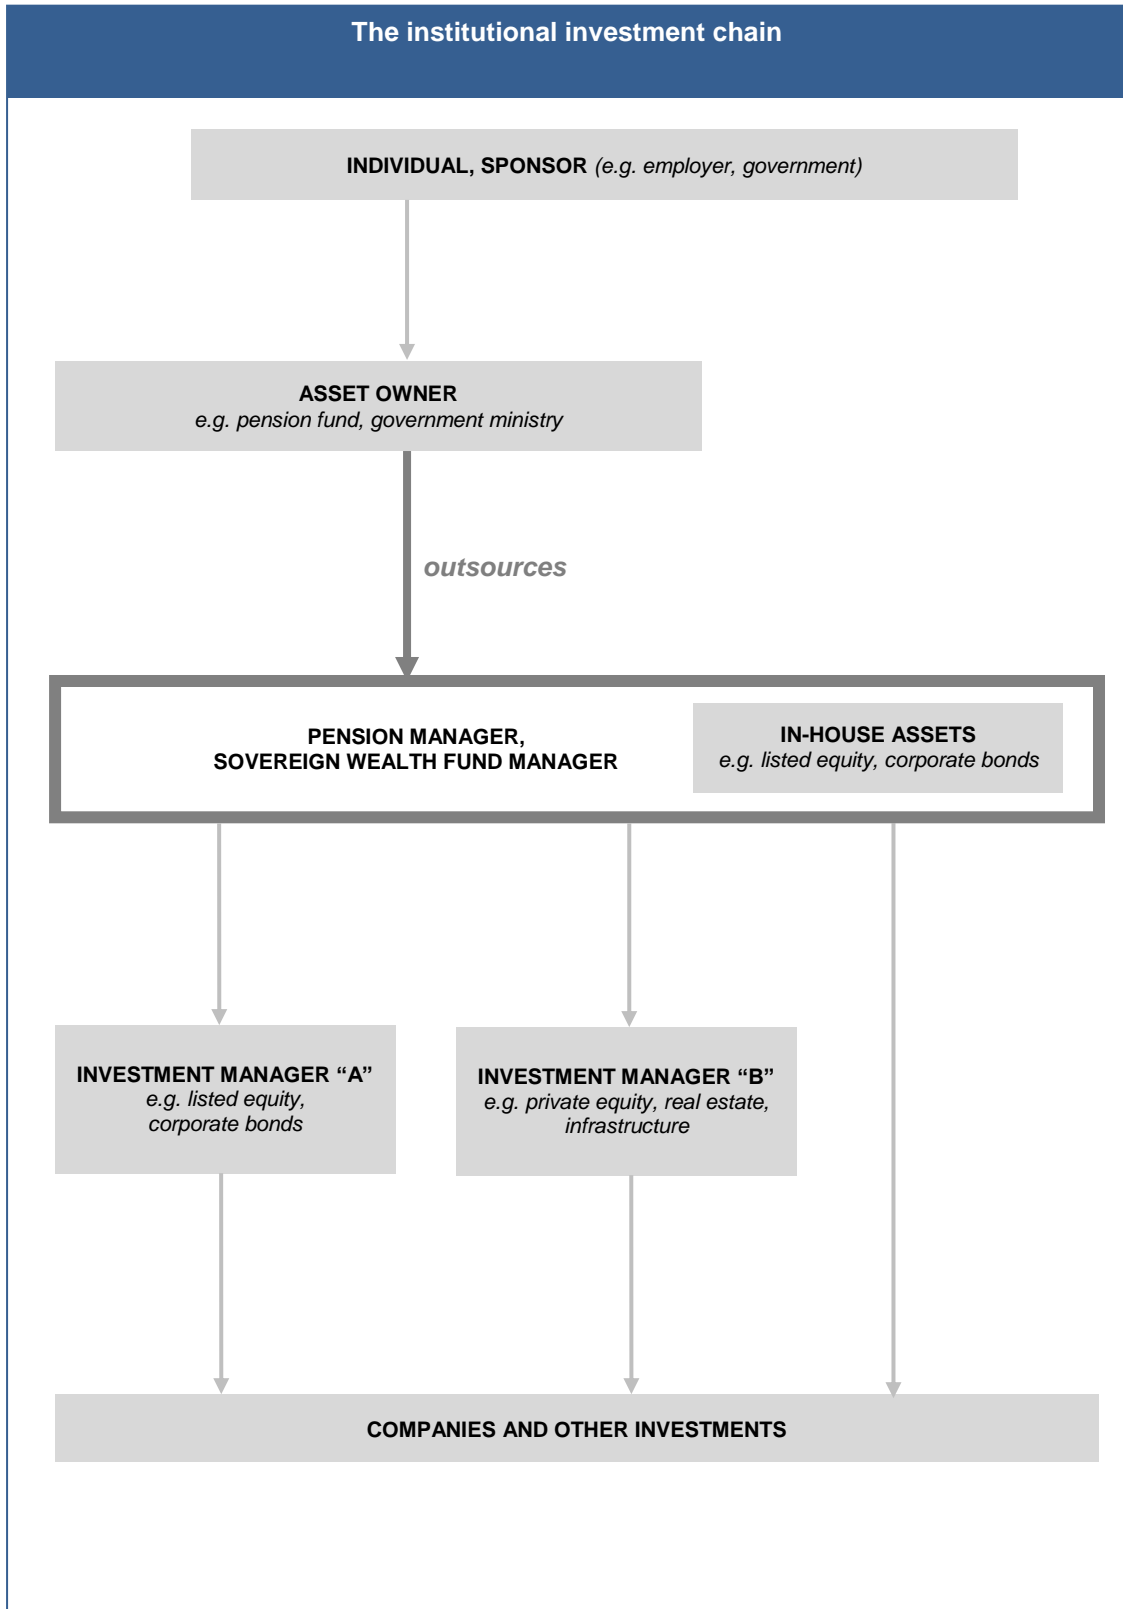 The institutional investment chain
INDIVIDUAL, SPONSOR (e.g. employer, government)
ASSET OWNER
e.g. pension fund, government ministry
outsources
PENSION MANAGER,
SOVEREIGN WEALTH FUND MANAGER
IN-HOUSE ASSETS
e.g. listed equity, corporate bonds
INVESTMENT MANAGER “A”
e.g. listed equity,
corporate bonds
INVESTMENT MANAGER “B”
e.g. private equity, real estate,
infrastructure
COMPANIES AND OTHER INVESTMENTS